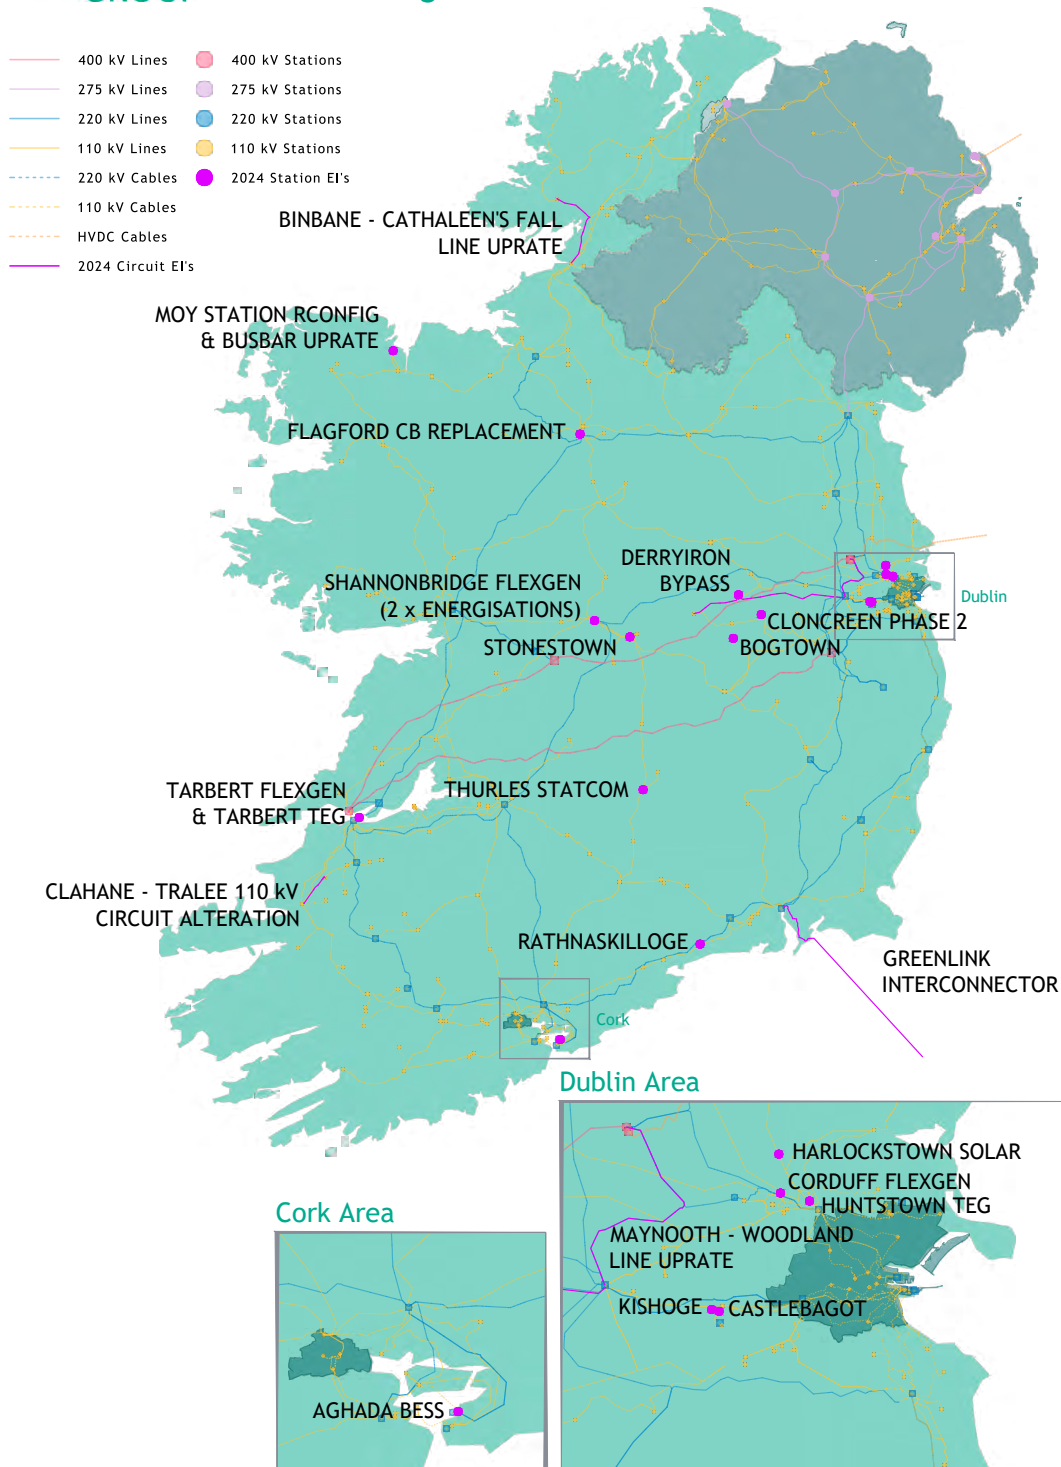 400 kV Lines
400 kV Stations
275 kV Lines
275 kV Stations
220 kV Lines
220 kV Stations
110 kV Lines
110 kV Stations
220 kV Cables
2024 Station EI's
110 kV Cables
HVDC Cables
2024 Circuit EI's
BINBANE - CATHALEEN'S FALL
LINE UPRATE
MOY STATION RCONFIG
& BUSBAR UPRATE
FLAGFORD CB REPLACEMENT
DERRYIRON
BYPASS
SHANNONBRIDGE FLEXGEN
(2 x ENERGISATIONS)
Dublin
CLONCREEN PHASE 2
STONESTOWN
BOGTOWN
TARBERT FLEXGEN
& TARBERT TEG
THURLES STATCOM
CLAHANE - TRALEE 110 kV
CIRCUIT ALTERATION
RATHNASKILLOGE
GREENLINK
INTERCONNECTOR
Cork
Dublin Area
HARLOCKSTOWN SOLAR
CORDUFF FLEXGEN
HUNTSTOWN TEG
MAYNOOTH - WOODLAND
LINE UPRATE
KISHOGE
CASTLEBAGOT
Cork Area
AGHADA BESS